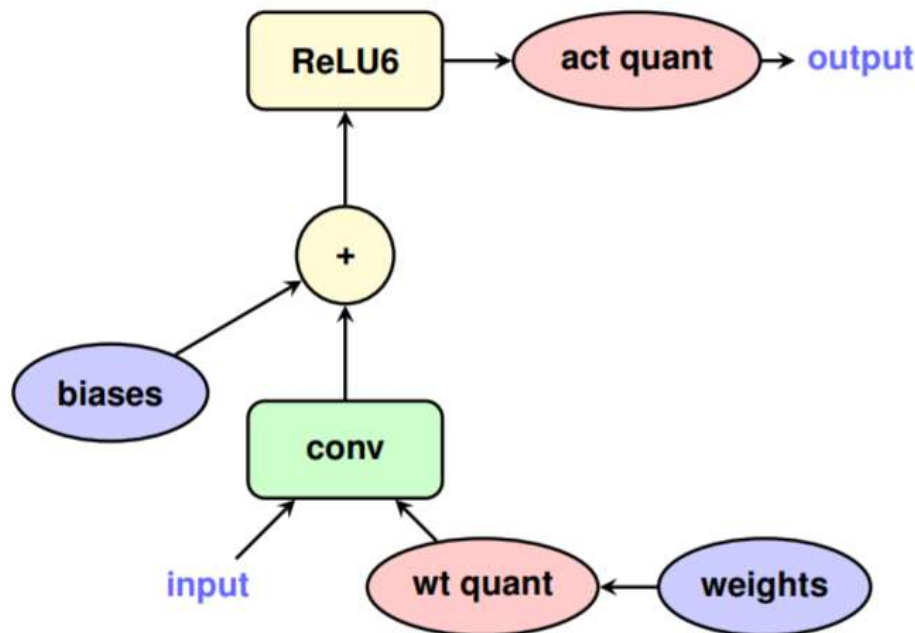 ReLU6
act quant
output
+
biases
conv
input
wt quant
weights